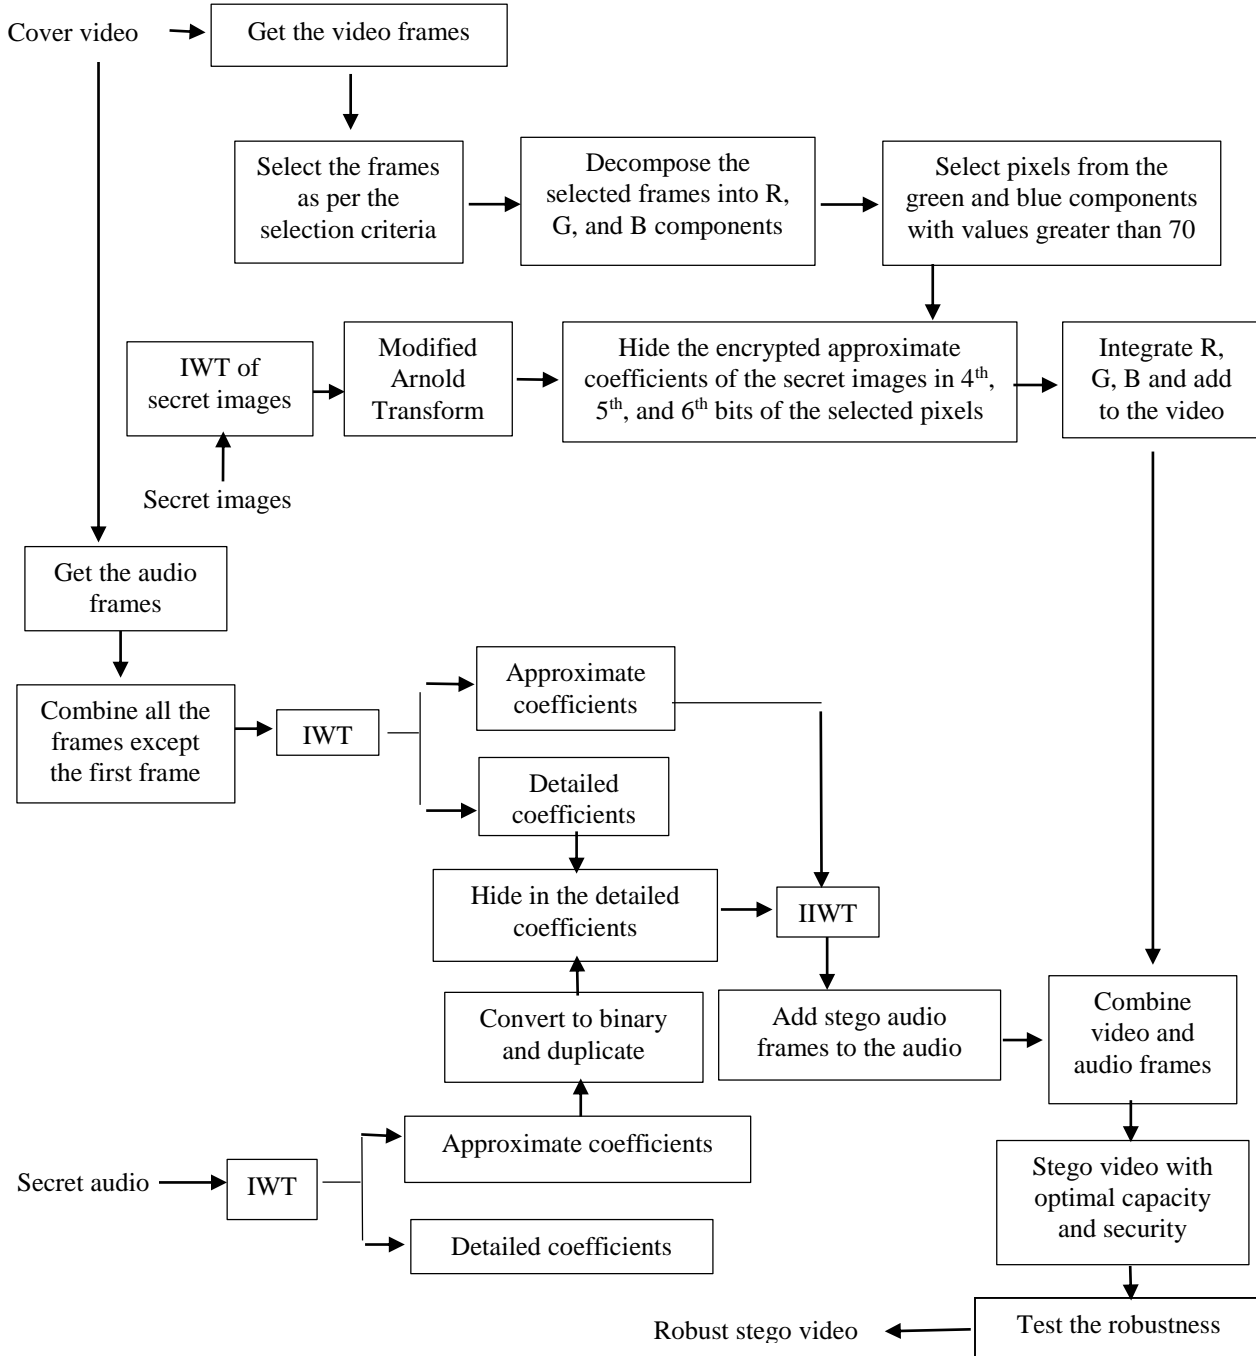 Cover video
Get the video frames
Select the frames
as per the
selection criteria
Decompose the
selected frames into R,
G, and B components
Select pixels from the
green and blue components
with values greater than 70
IWT of
secret images
Modified
Arnold
Transform
Hide the encrypted approximate
coefficients of the secret images in 4th,
5th, and 6th bits of the selected pixels
Integrate R,
G, B and add
to the video
Secret images
Get the audio
frames
Combine all the
frames except
the first frame
IWT
Approximate
coefficients
Detailed
coefficients
Hide in the detailed
coefficients
IIWT
Convert to binary
and duplicate
Add stego audio
frames to the audio
Combine
video and
audio frames
Secret audio
IWT
Approximate coefficients
Detailed coefficients
Stego video with
optimal capacity
and security
Robust stego video
Test the robustness